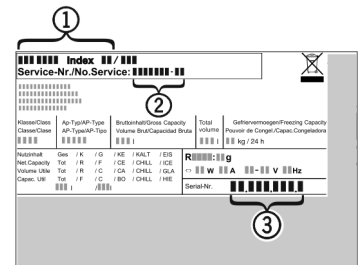 1
Index /
Service-Nr./No.Service: -
2
Klasse/Class Ap-Typ/AP-Type Bruttoinhalt/Gross Capacity Total Gefriervermoegen/Freezing Capacity
Classe/Clase AP-Type/AP-Tipo Volume Brut/Capacidad Bruta volume Pouvoir de Congel./Capac.Congeladora
l l kg / 24 h
Nutzinhalt Ges / K / G / KE / KALT / EIS R : g
Net Capacity Tot / R / F / CE / CHILL / ICE W A - V Hz
Volume Utile Tot / R / C / CA / CHILL / GLA
Capac. Util Tot / F / C / BO / CHILL / HIE
l / l Serial-Nr. . . .
3